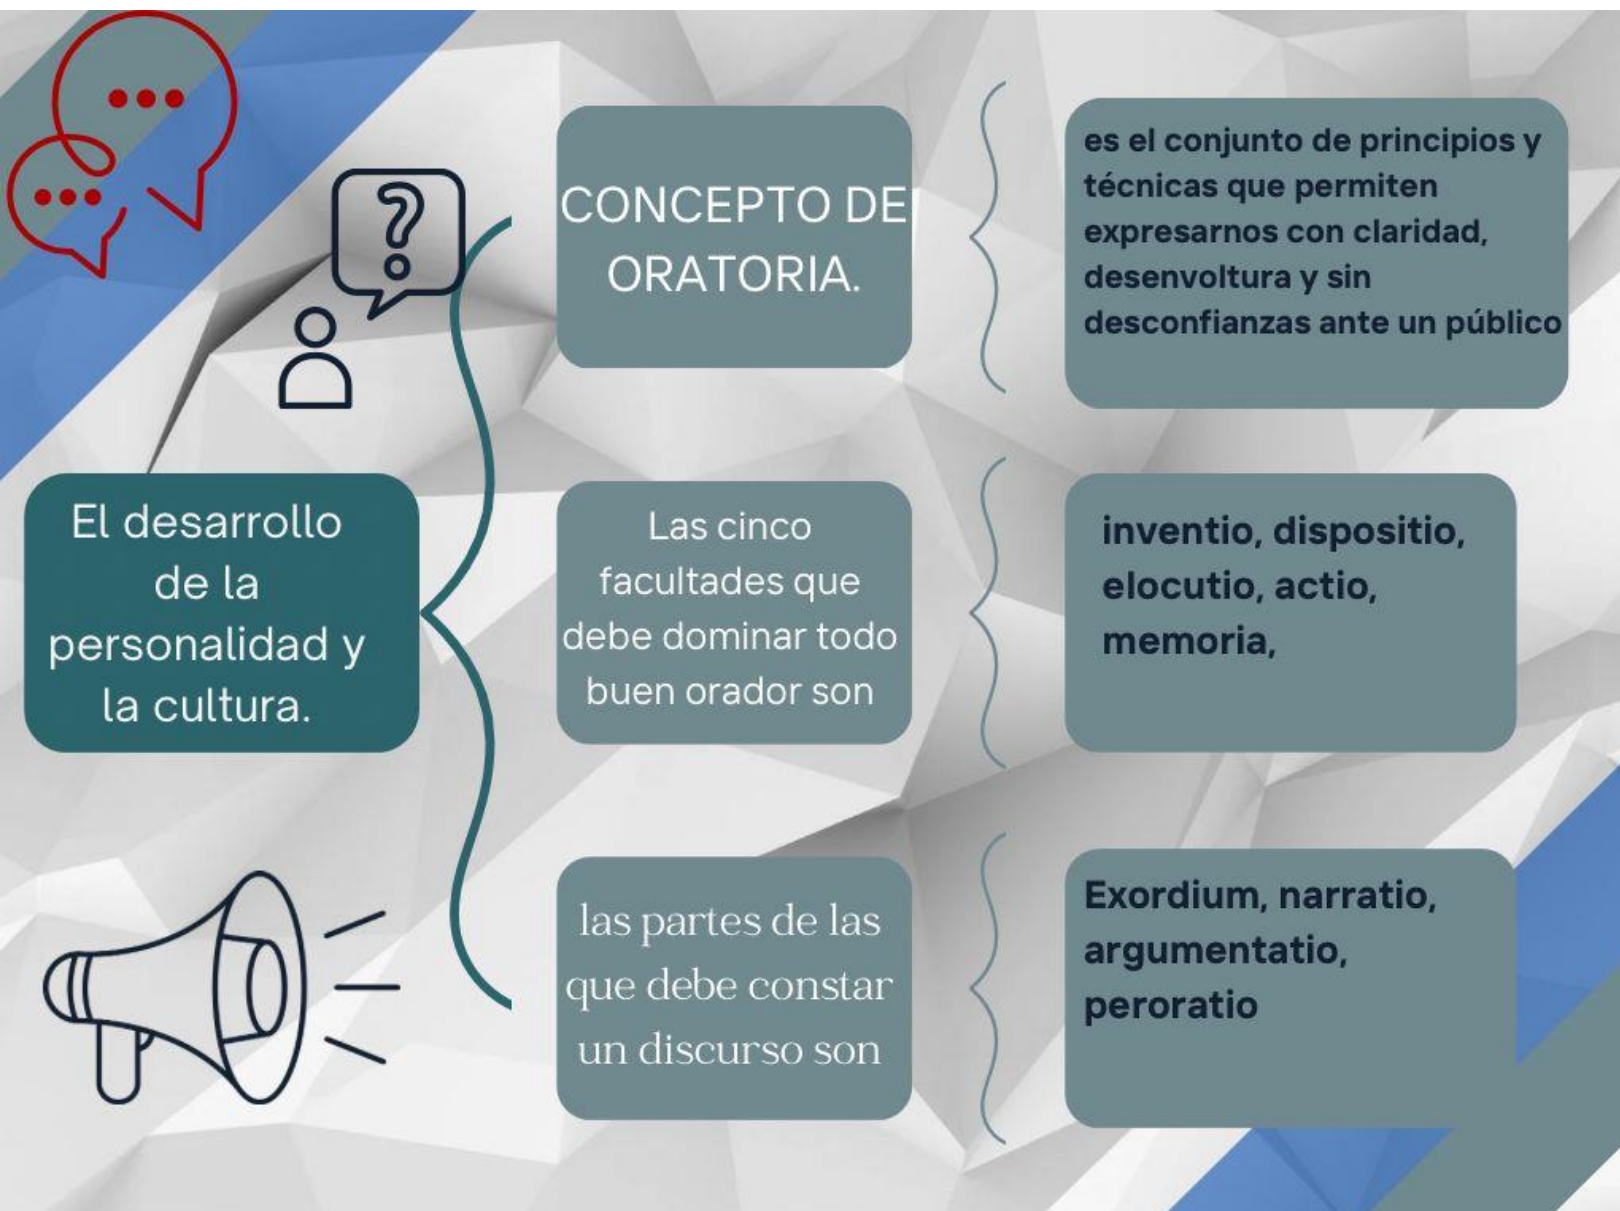 El desarrollo
de la
personalidad y
la cultura.
CONCEPTO DE
ORATORIA.
es el conjunto de principios y
técnicas que permiten
expresarnos con claridad,
desenvoltura y sin
desconfianzas ante un público
Las cinco
facultades que
debe dominar todo
buen orador son
inventio, dispositio,
elocutio, actio,
memoria,
las partes de las
que debe constar
un discurso son
Exordium, narratio,
argumentatio,
peroratio